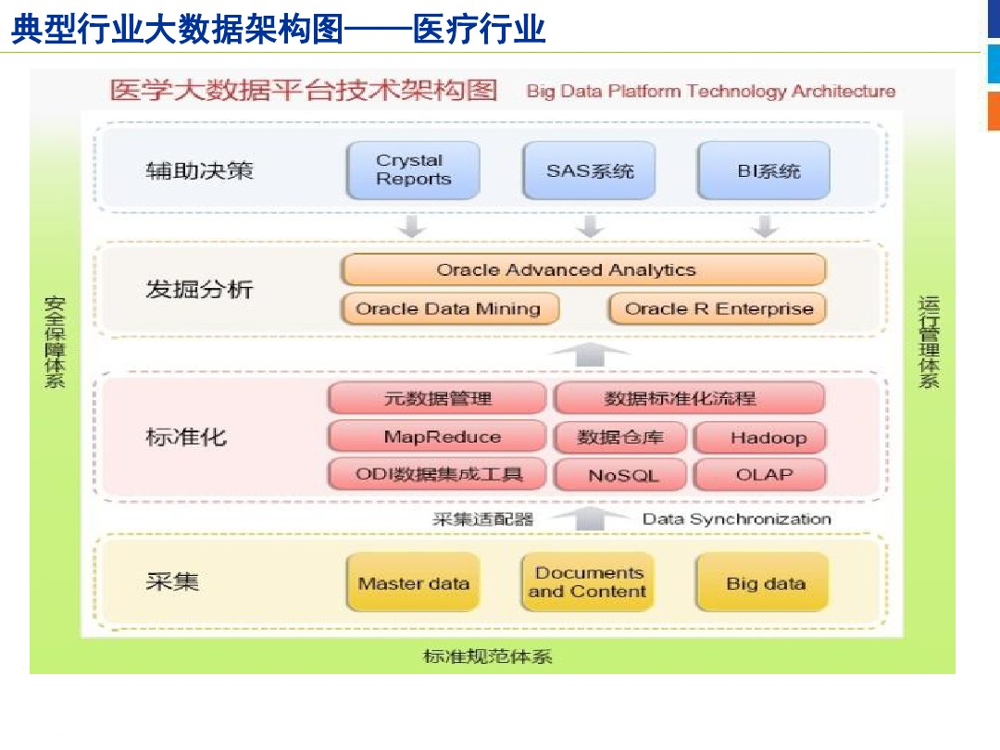 典型行业大数据架构图——医疗行业
医学大数据平台技术架构图 Big Data Platform Technology Architecture
辅助决策
Crystal
Reports
SAS系统
BI系统
发掘分析
Oracle Advanced Analytics
Oracle Data Mining
Oracle R Enterprise
安全保障体系
运行管理体系
标准化
元数据管理
数据标准化流程
MapReduce
数据仓库
Hadoop
ODI数据集成工具
NoSQL
OLAP
采集适配器
Data Synchronization
采集
Master data
Documents
and Content
Big data
标准规范体系